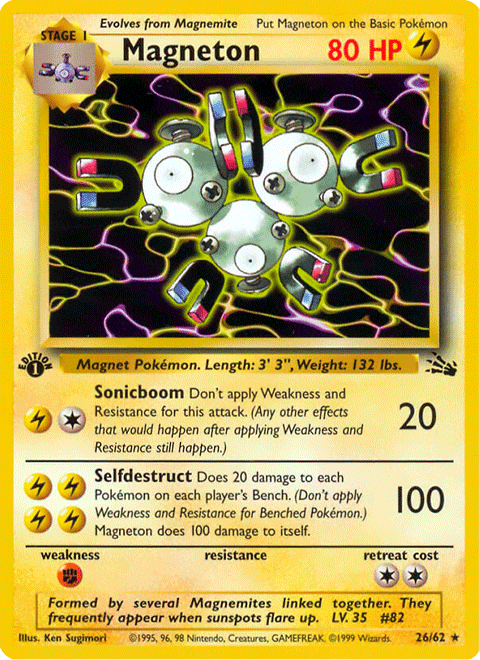 Evolves from Magnemite Put Magneton on the Basic Pokémon
STAGE 1
Magneton 80 HP
EDITION
1
Magnet Pokémon. Length: 3' 3", Weight: 132 lbs.
Sonicboom Don't apply Weakness and
Resistance for this attack. (Any other effects
that would happen after applying Weakness and
Resistance still happen.)
20
Selfdestruct Does 20 damage to each
Pokémon on each player's Bench. (Don't apply
Weakness and Resistance for Benched Pokémon.)
Magneton does 100 damage to itself.
100
weakness resistance retreat cost
Formed by several Magnemites linked together. They
frequently appear when sunspots flare up. LV. 35 #82
Illus. Ken Sugimori ©1995, 96, 98 Nintendo, Creatures, GAMEFREAK. ©1999 Wizards. 26/62 ★